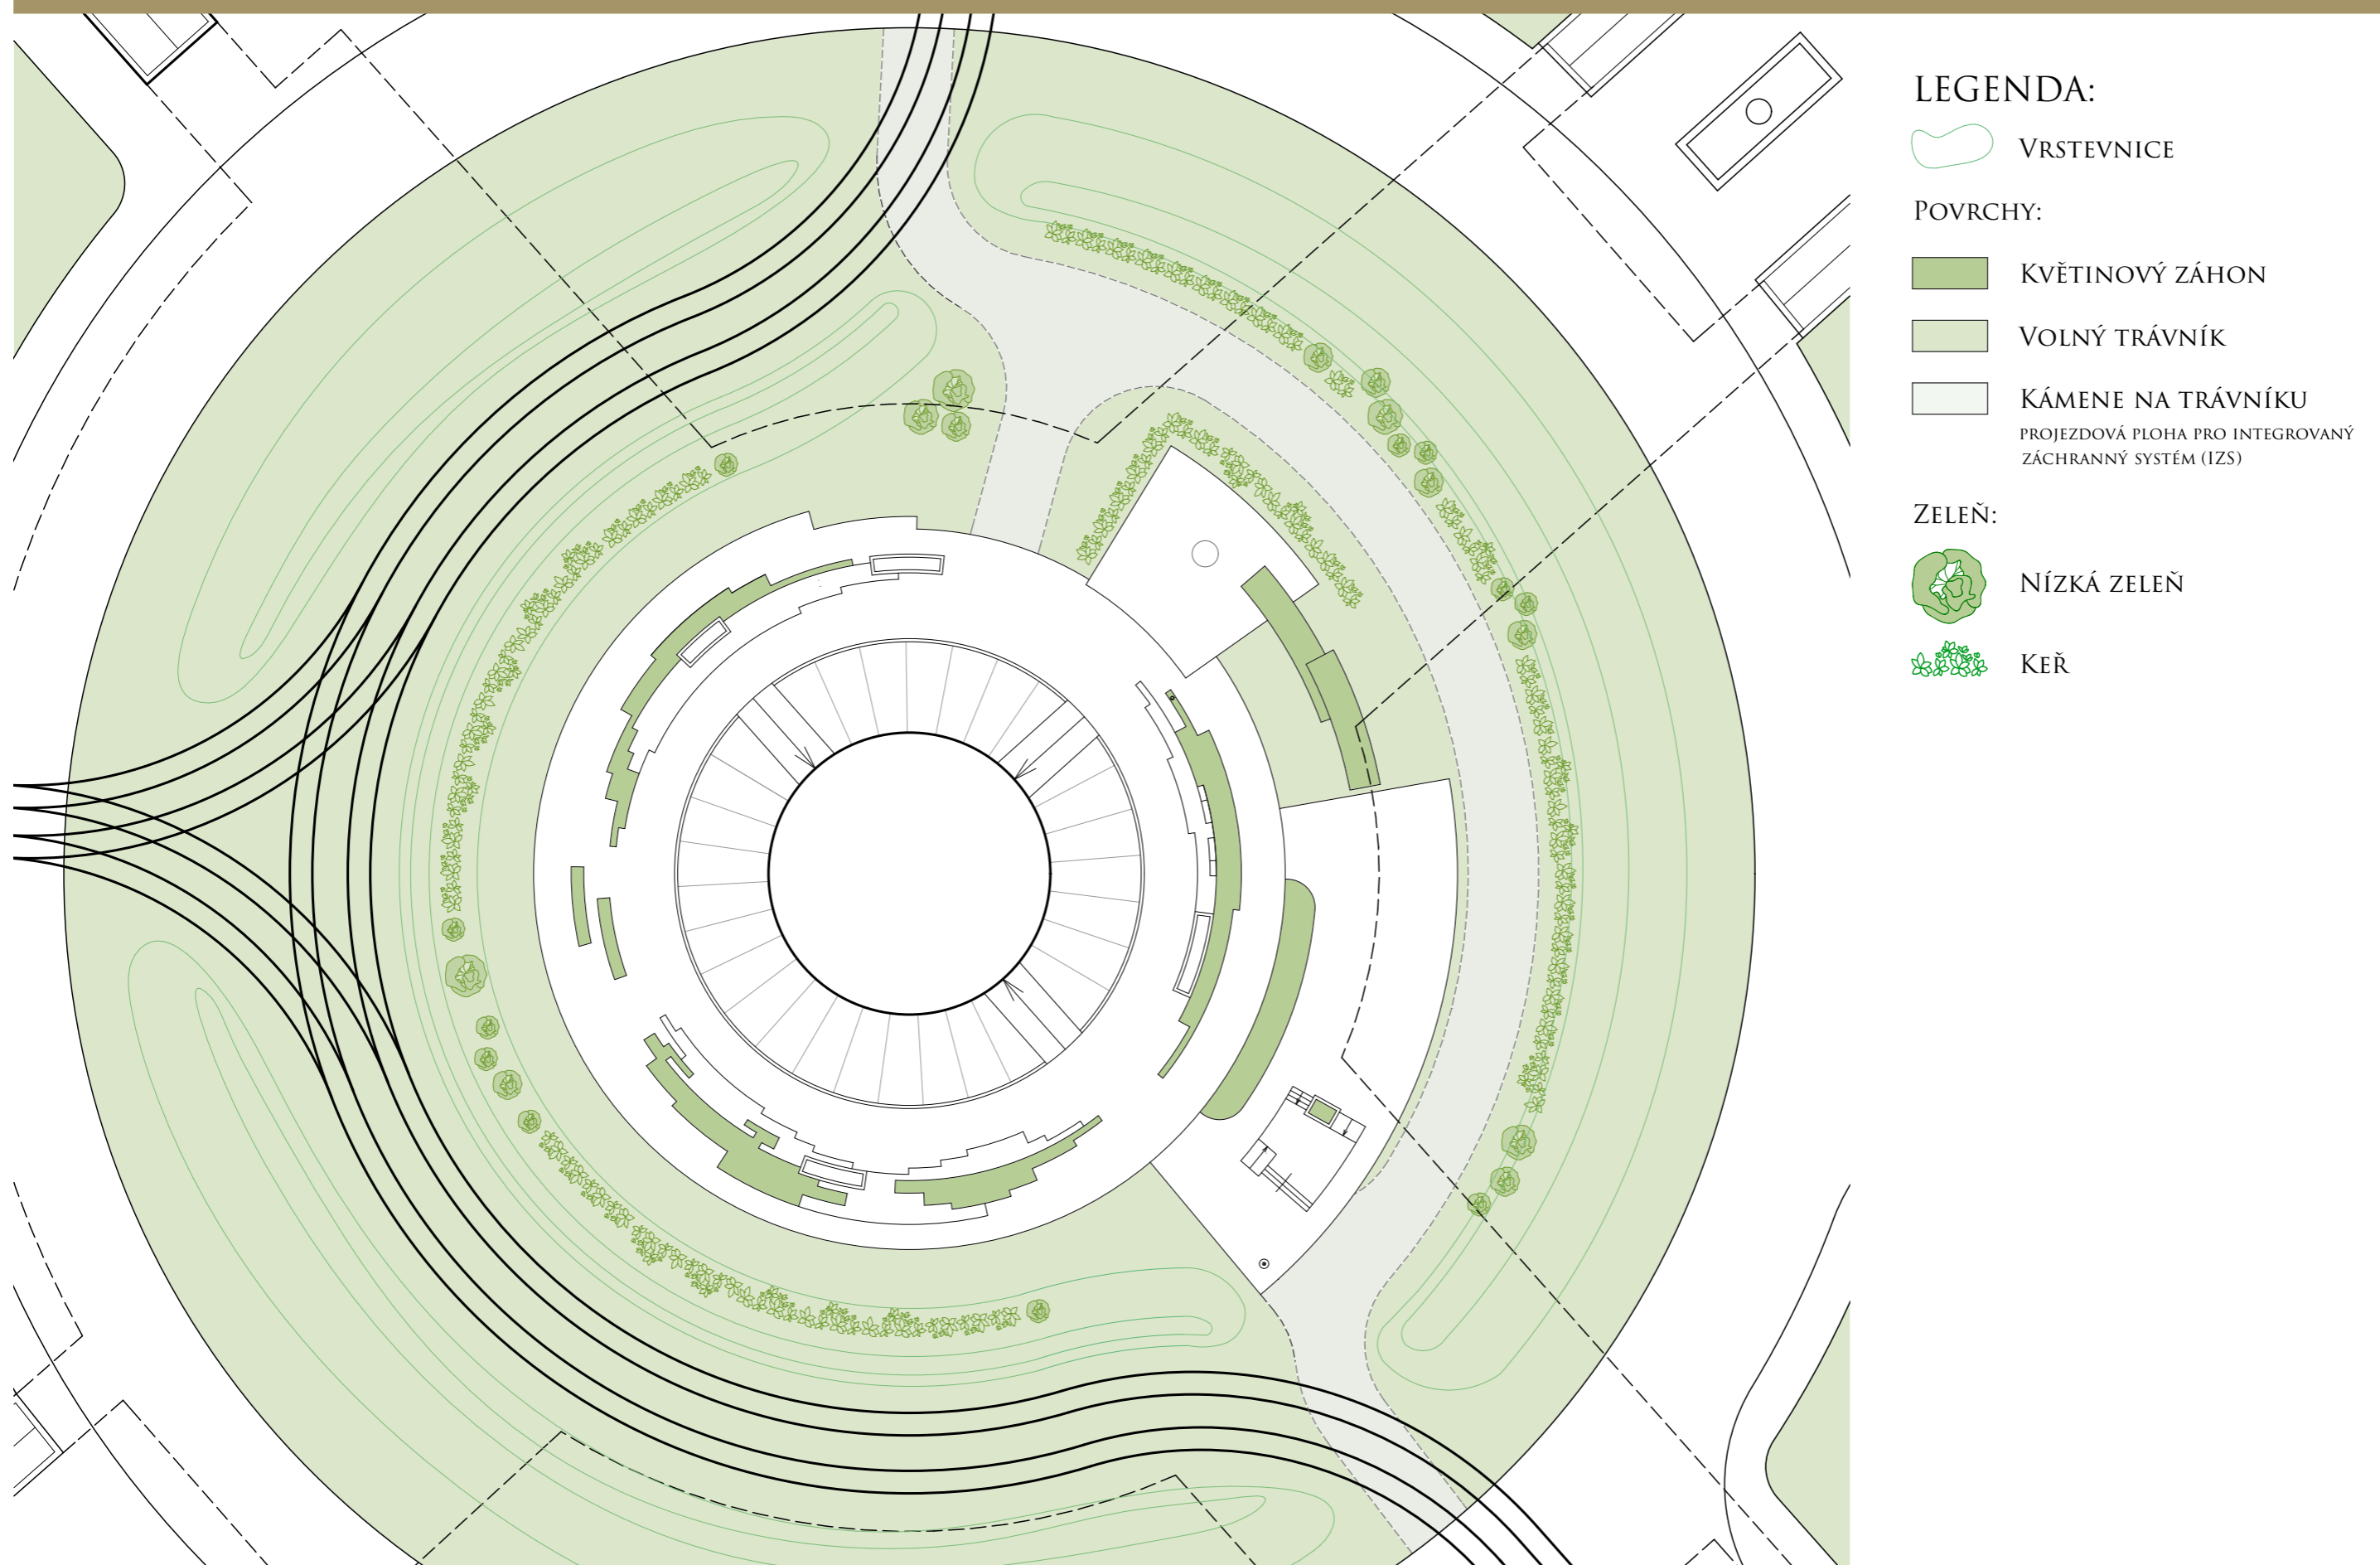 LEGENDA:
VRSTEVNICE
POVRCHY:
KVĚTINOVÝ ZÁHON
VOLNÝ TRÁVNÍK
KÁMENE NA TRÁVNÍKU
PROJEZDOVÁ PLOHA PRO INTEGROVANÝ
ZÁCHRANNÝ SYSTÉM (IZS)
ZELEŇ:
NÍZKÁ ZELEŇ
KEŘ